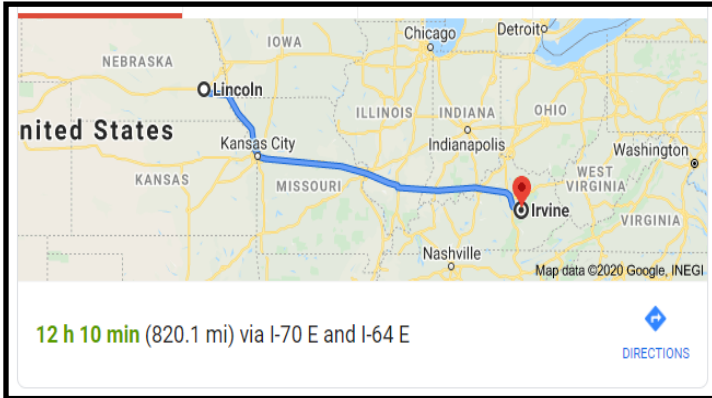 Chicago
Detroit
IOWA
NEBRASKA
Lincoln
ILLINOIS
INDIANA
OHIO
nited States
Kansas City
Indianapolis
Washington
KANSAS
MISSOURI
WEST
VIRGINIA
Irvine
VIRGINIA
Nashville
Map data ©2020 Google, INEGI
12 h 10 min (820.1 mi) via I-70 E and I-64 E
DIRECTIONS